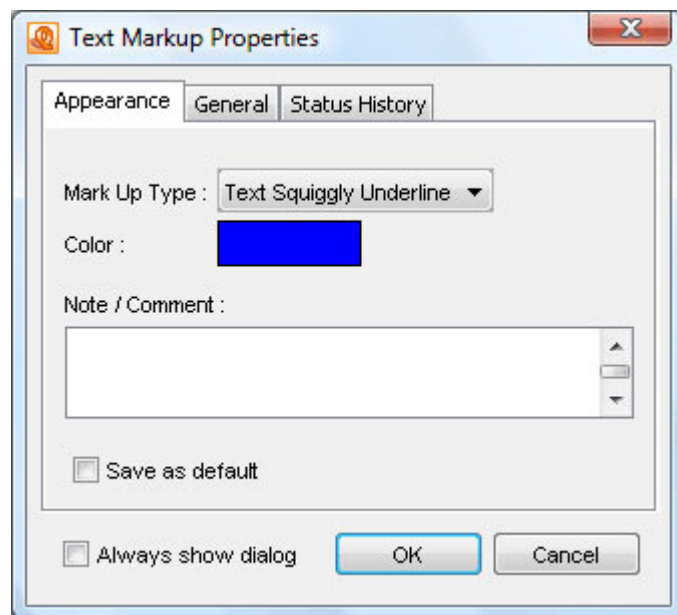 Text Markup Properties
Appearance General Status History
Mark Up Type : Text Squiggly Underline
Color :
Note / Comment :
Save as default
Always show dialog OK Cancel